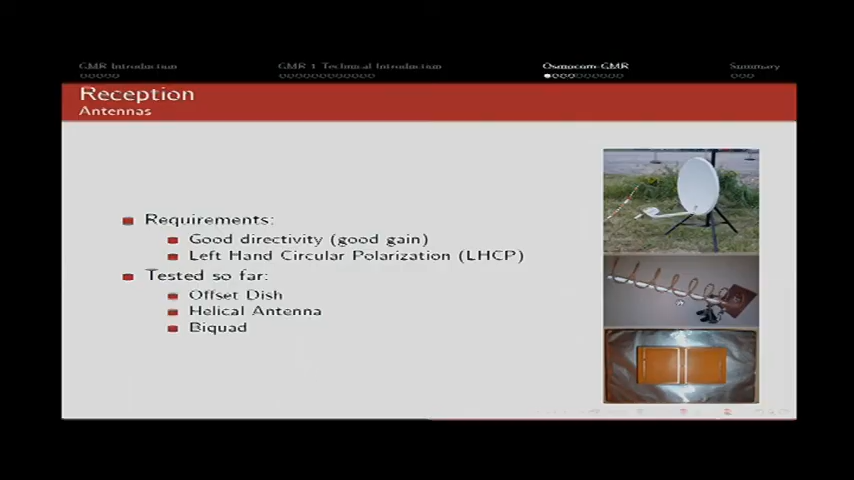 GMR Introduction
GMR 1 Technical Introduction
Osmocom-GMR
Summary
Reception
Antennas
Requirements:
Good directivity (good gain)
Left Hand Circular Polarization (LHCP)
Tested so far:
Offset Dish
Helical Antenna
Biquad